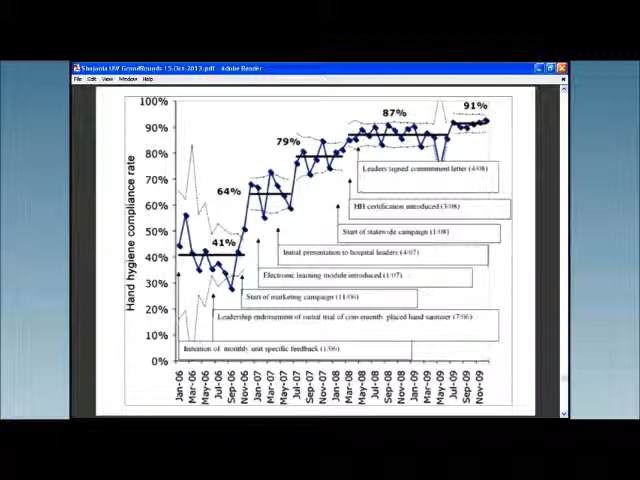 Shojania UW GrandRounds 15-Oct-2013.pdf - Adobe Reader
File Edit View Window Help
Hand hygiene compliance rate
100%
90%
80%
70%
60%
50%
40%
30%
20%
10%
0%
41%
64%
79%
87%
91%
Leaders signed commitment letter (4/08)
HH certification introduced (3/08)
Start of statewide campaign (1/08)
Initial presentation to hospital leaders (4/07)
Electronic learning module introduced (1/07)
Start of marketing campaign (11/06)
Leadership endorsement of initial trial of conveniently placed hand sanitizer (7/06)
Initiation of monthly unit specific feedback (1/06)
Jan-06
Mar-06
May-06
Jul-06
Sep-06
Nov-06
Jan-07
Mar-07
May-07
Jul-07
Sep-07
Nov-07
Jan-08
Mar-08
May-08
Jul-08
Sep-08
Nov-08
Jan-09
Mar-09
May-09
Jul-09
Sep-09
Nov-09